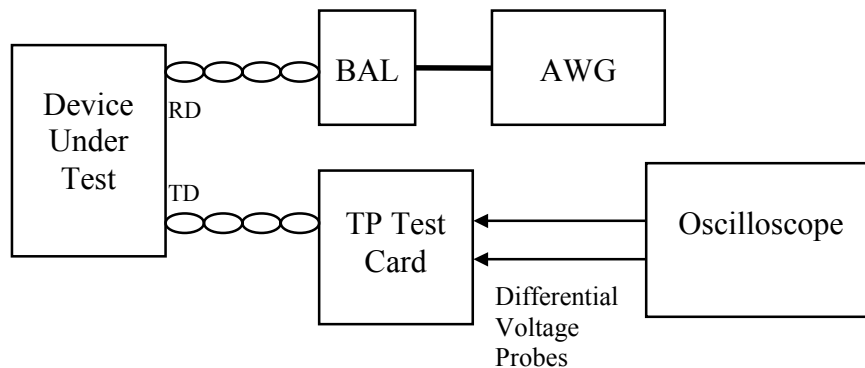 Device
Under
Test
RD
TD
BAL
AWG
TP Test
Card
Oscilloscope
Differential
Voltage
Probes